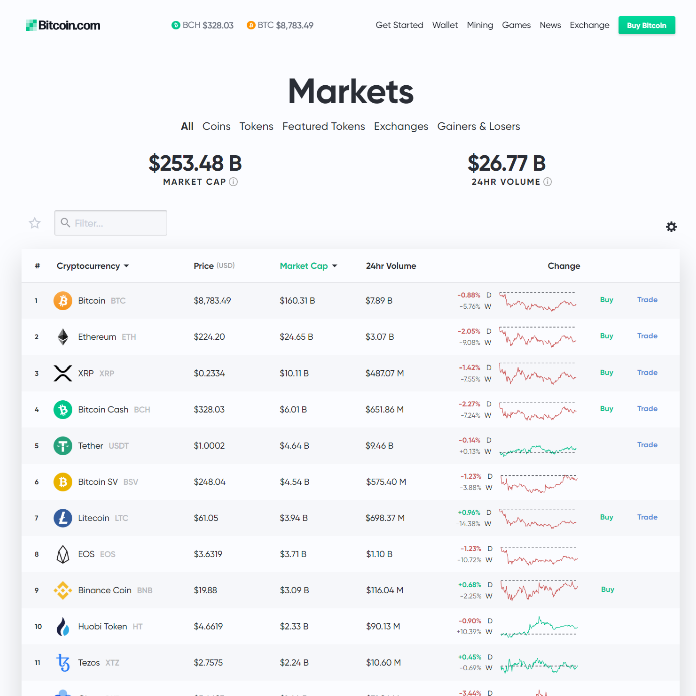 Bitcoin.com BCH $328.03 BTC $8,783.49 Get Started Wallet Mining Games News Exchange Buy Bitcoin
Markets
All Coins Tokens Featured Tokens Exchanges Gainers & Losers
$253.48 B $26.77 B
MARKET CAP 24HR VOLUME
Filter...
# Cryptocurrency Price (USD) Market Cap 24hr Volume Change
1 Bitcoin BTC $8,783.49 $160.31 B $7.89 B -0.88% D Buy Trade
-5.76% W
2 Ethereum ETH $224.20 $24.65 B $3.07 B -2.05% D Buy Trade
-9.08% W
3 XRP XRP $0.2334 $10.11 B $487.07 M -1.42% D Buy Trade
-7.55% W
4 Bitcoin Cash BCH $328.03 $6.01 B $651.86 M -2.27% D Buy Trade
-7.24% W
5 Tether USDT $1.0002 $4.64 B $9.46 B -0.14% D Trade
+0.13% W
6 Bitcoin SV BSV $248.04 $4.54 B $575.40 M -1.23% D
-3.88% W
7 Litecoin LTC $61.05 $3.94 B $698.37 M +0.96% D Buy Trade
-14.38% W
8 EOS EOS $3.6319 $3.71 B $1.10 B -1.23% D
-10.72% W
9 Binance Coin BNB $19.88 $3.09 B $116.04 M +0.68% D Buy
-2.25% W
10 Huobi Token HT $4.6619 $2.33 B $90.13 M -0.90% D
+10.39% W
11 Tezos XTZ $2.7575 $2.24 B $10.60 M +0.45% D
-0.69% W
-3.44% D